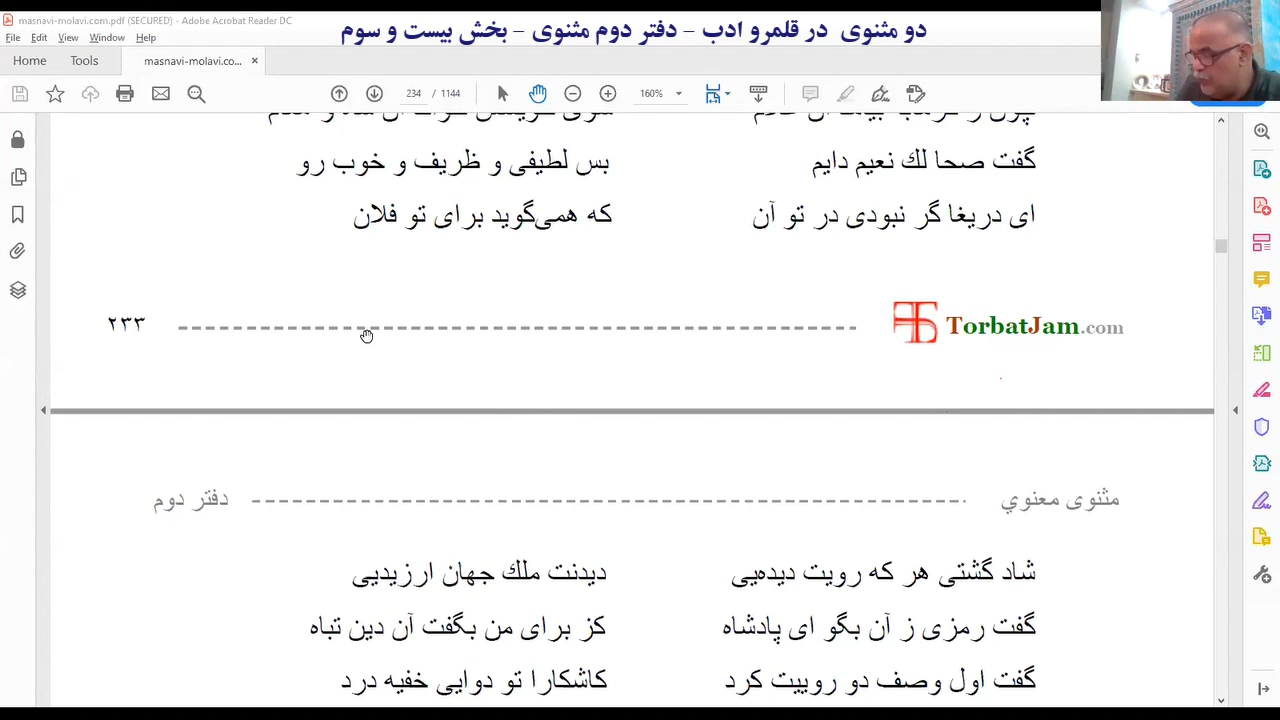 masnavi-molavi.com.pdf (SECURED) - Adobe Acrobat Reader DC
File Edit View Window Help
دو مثنوی در قلمرو ادب - دفتر دوم مثنوی - بخش بیست و سوم
Home Tools masnavi-molavi.co... ×
234 / 1144 160%
گفت صحا لك نعیم دایم بس لطیفی و ظریف و خوب رو
ای دریغا گر نبودی در تو آن که همی‌گوید برای تو فلان
TorbatJam.com ۲۳۳
مثنوی معنوي دفتر دوم
شاد گشتی هر که رویت دیده‌یی دیدنت ملك جهان ارزیدیی
گفت رمزی ز آن بگو ای پادشاه کز برای من بگفت آن دین تباه
گفت اول وصف دو روییت کرد کاشکارا تو دوایی خفیه درد